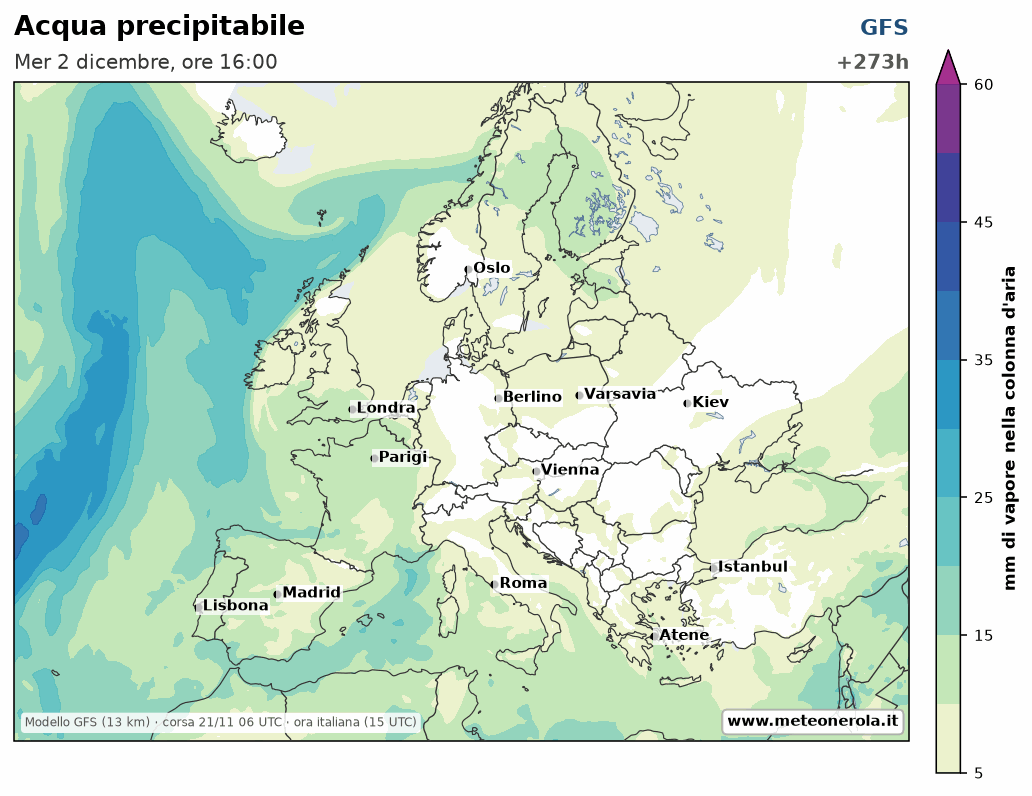 Acqua precipitabile
GFS
Mer 2 dicembre, ore 16:00
+273h
60
45
35
25
15
5
mm di vapore nella colonna d'aria
Oslo
Berlino
Varsavia
Kiev
Londra
Parigi
Vienna
Istanbul
Roma
Madrid
Lisbona
Atene
Modello GFS (13 km) · corsa 21/11 06 UTC · ora italiana (15 UTC)
www.meteonerola.it